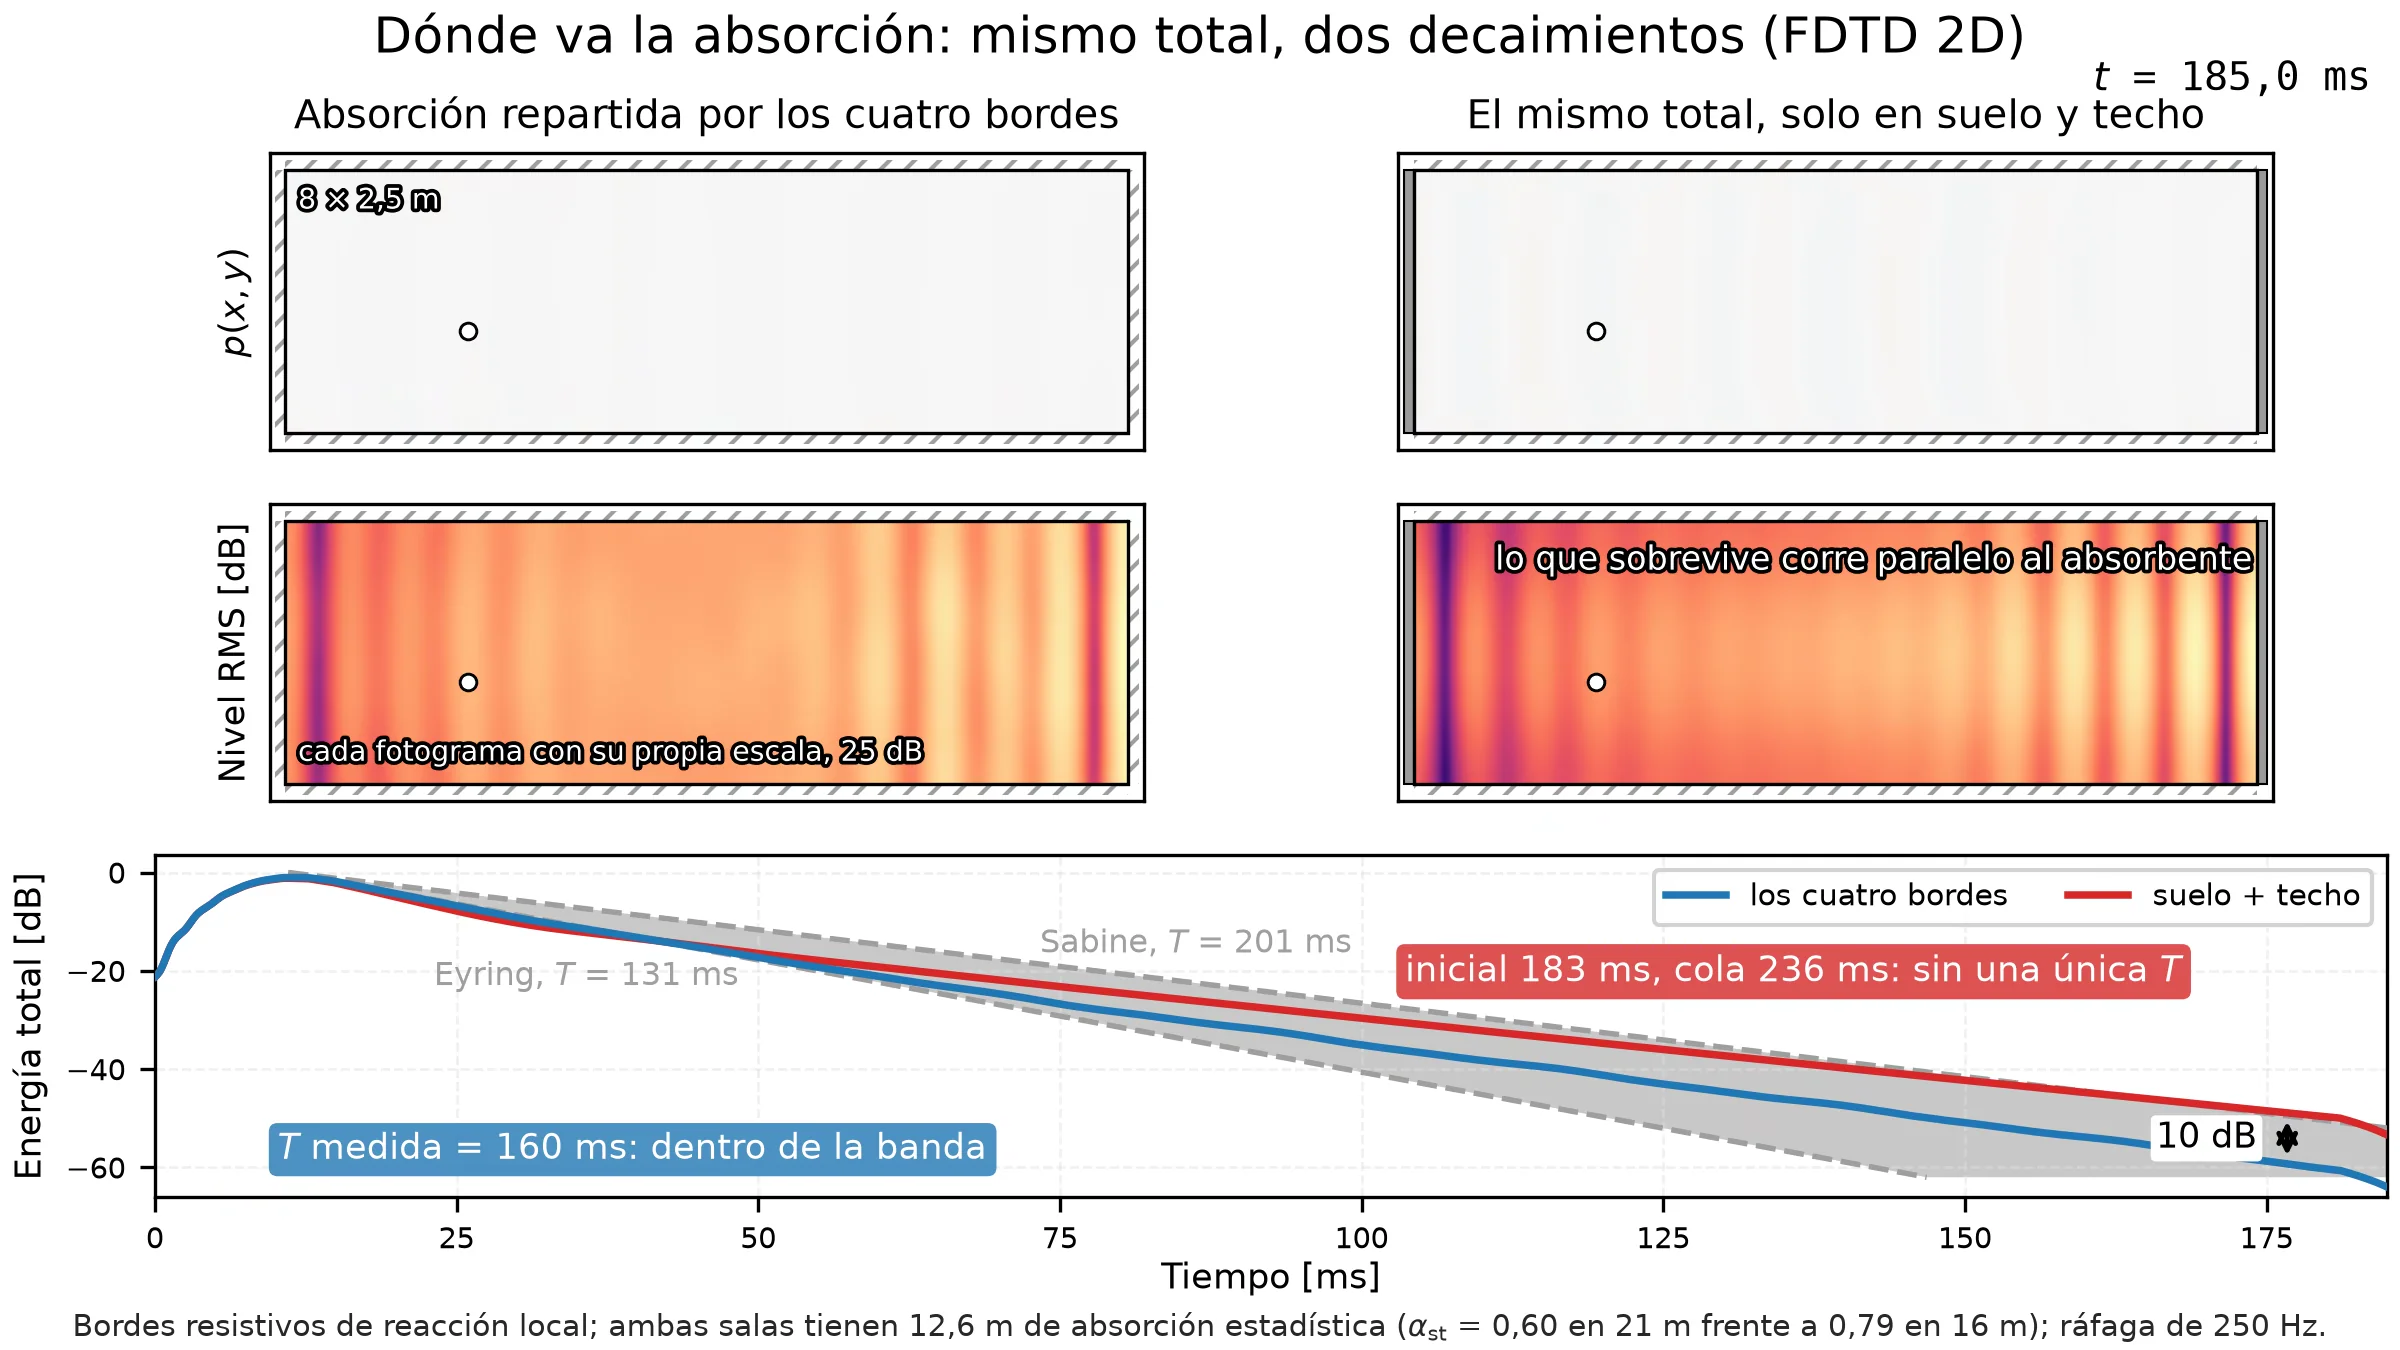 Dónde va la absorción: mismo total, dos decaimientos (FDTD 2D)
t = 185,0 ms
Absorción repartida por los cuatro bordes
El mismo total, solo en suelo y techo
p(x, y)
8 × 2,5 m
Nivel RMS [dB]
cada fotograma con su propia escala, 25 dB
lo que sobrevive corre paralelo al absorbente
Energía total [dB]
0
−20
−40
−60
los cuatro bordes
suelo + techo
Sabine, T = 201 ms
Eyring, T = 131 ms
inicial 183 ms, cola 236 ms: sin una única T
T medida = 160 ms: dentro de la banda
10 dB
0 25 50 75 100 125 150 175
Tiempo [ms]
Bordes resistivos de reacción local; ambas salas tienen 12,6 m de absorción estadística (αst = 0,60 en 21 m frente a 0,79 en 16 m); ráfaga de 250 Hz.